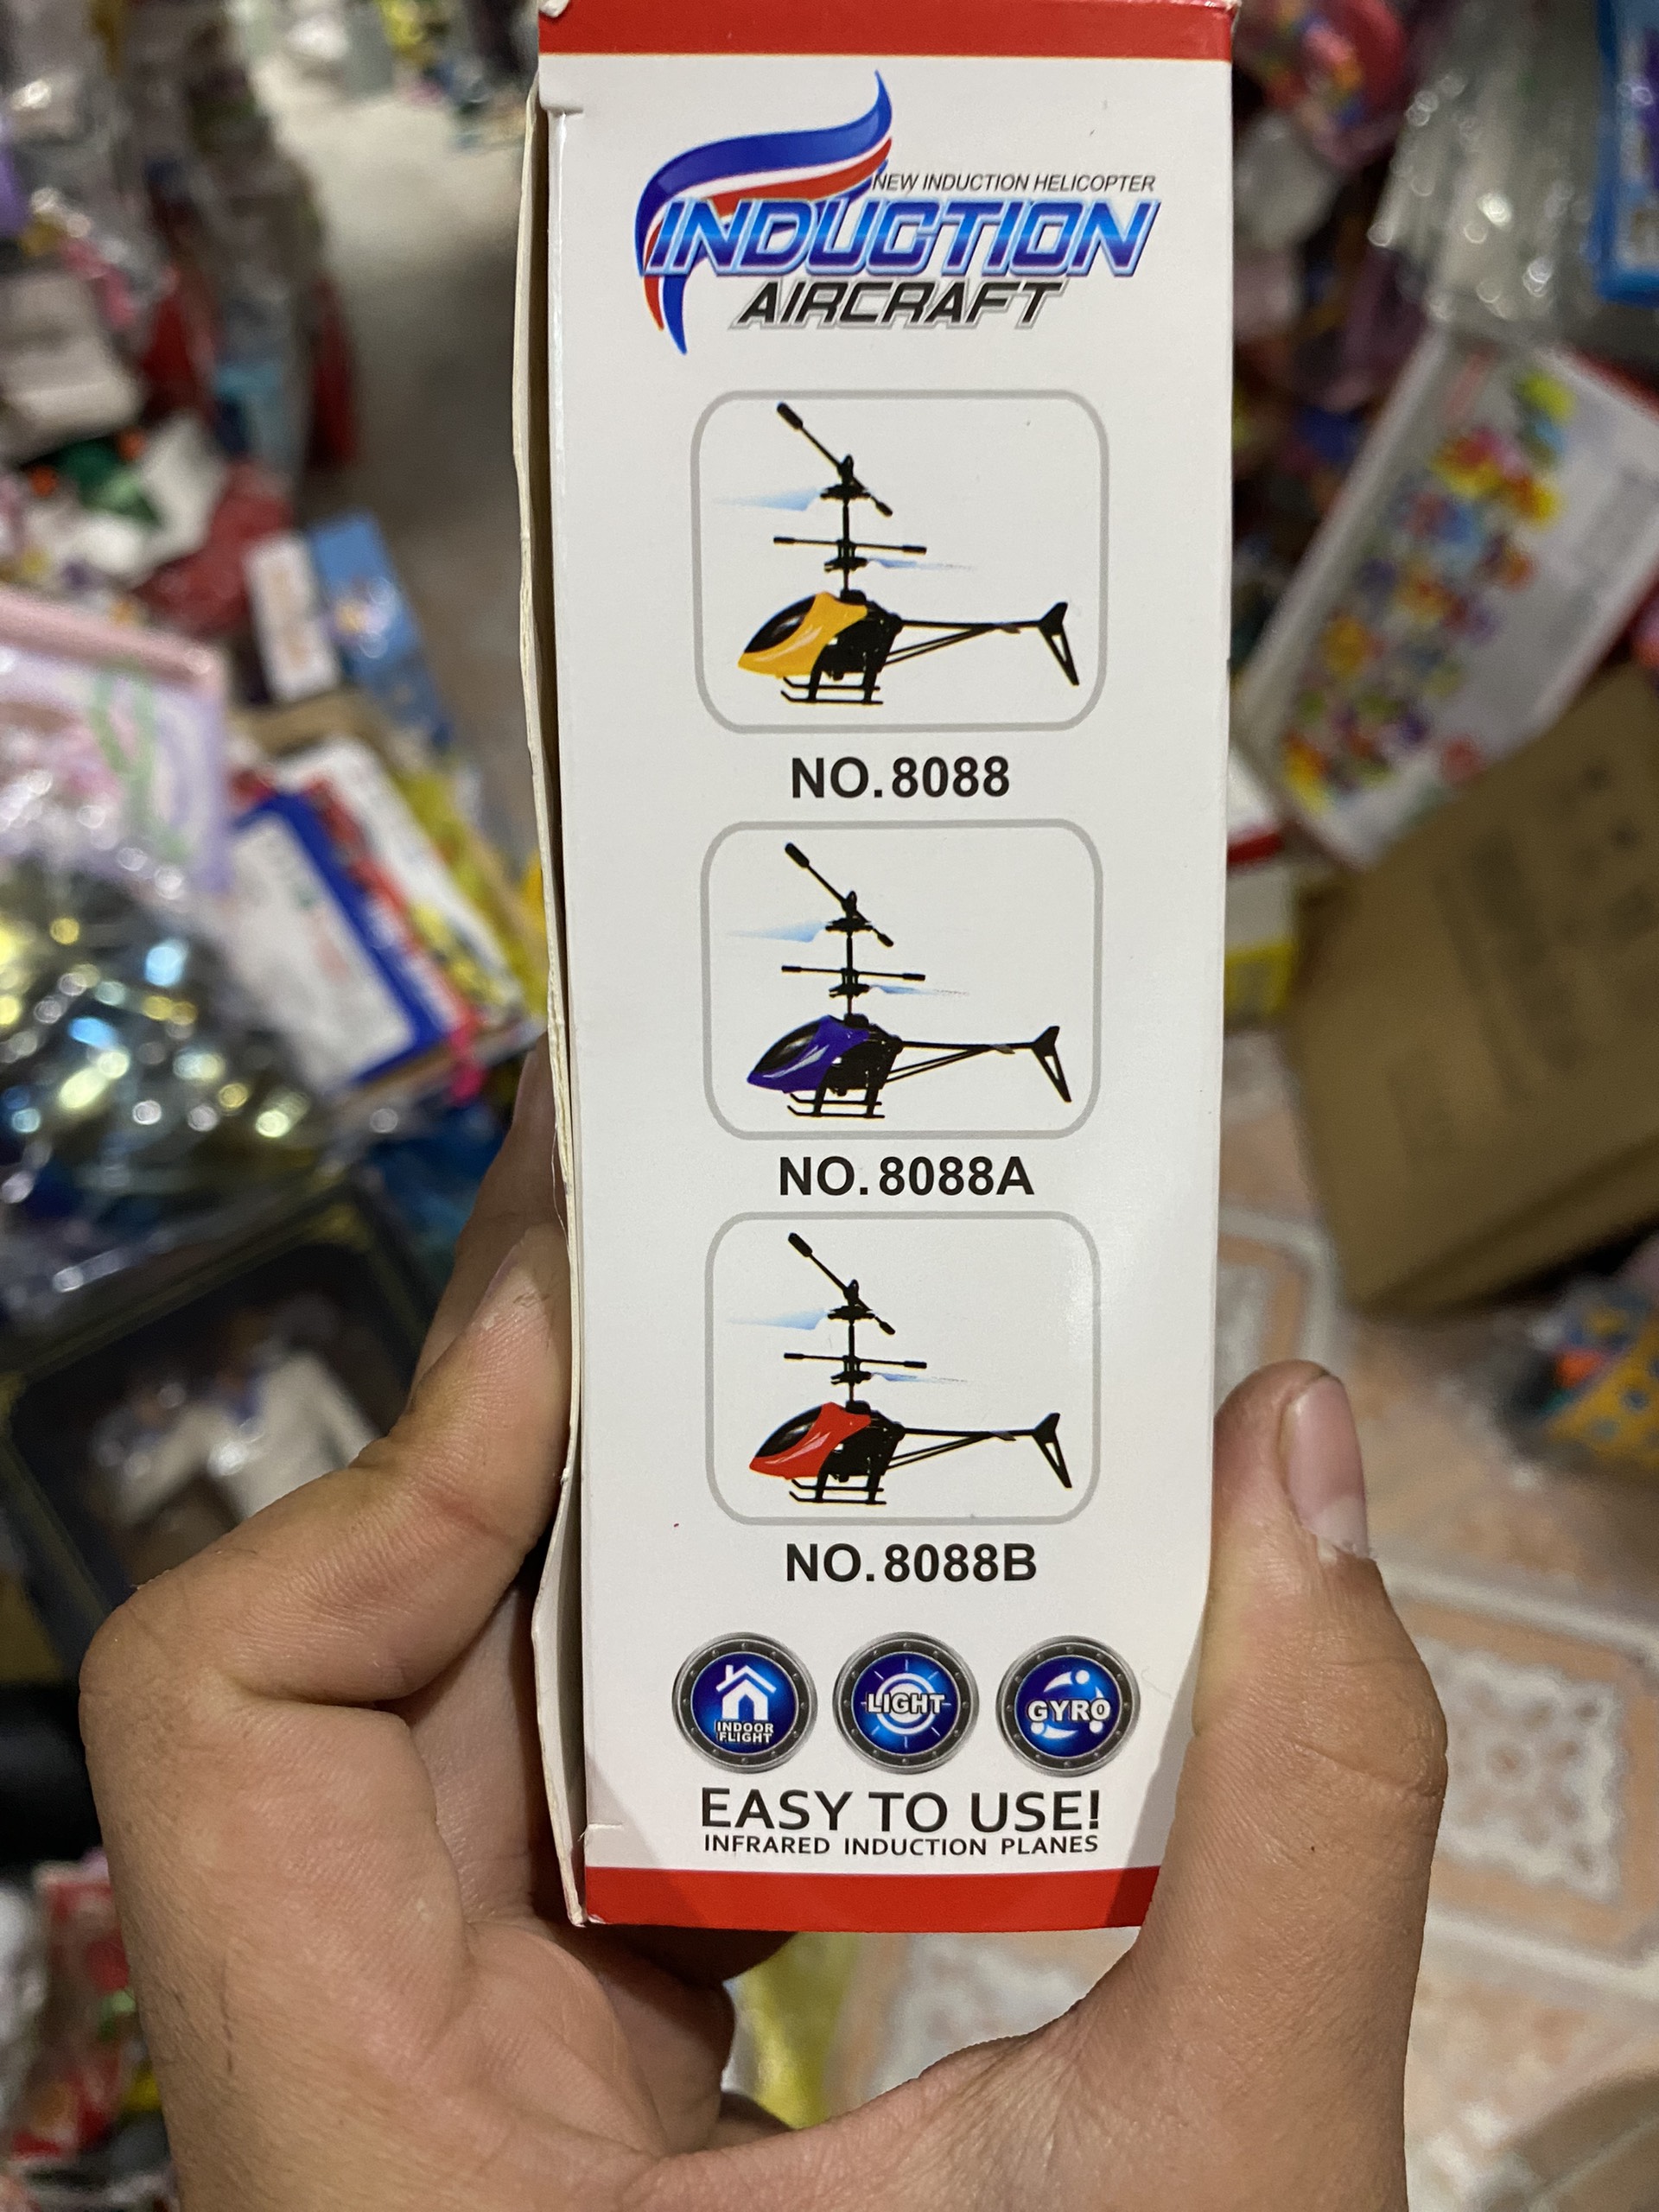 NEW INDUCTION HELICOPTER
INDUCTION
AIRCRAFT
NO.8088
NO.8088A
NO.8088B
INDOOR
FLIGHT
LIGHT
GYRO
EASY TO USE!
INFRARED INDUCTION PLANES